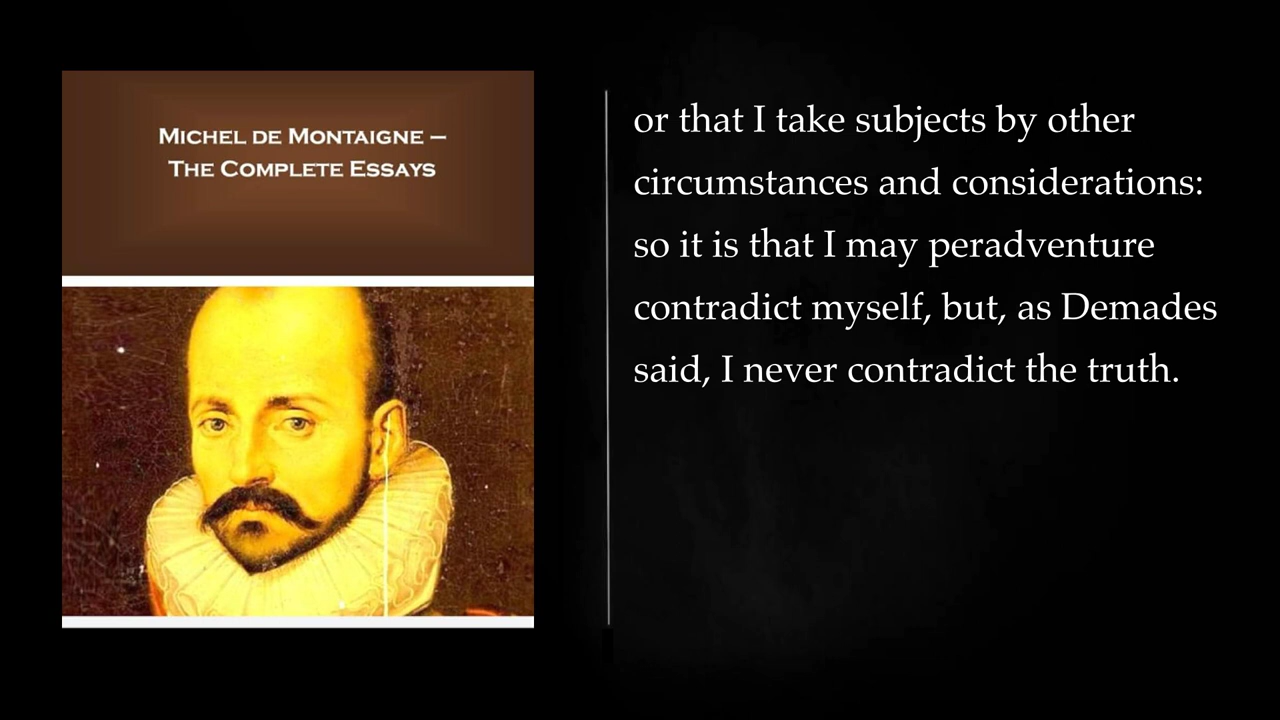 MICHEL DE MONTAIGNE –
THE COMPLETE ESSAYS
or that I take subjects by other
circumstances and considerations:
so it is that I may peradventure
contradict myself, but, as Demades
said, I never contradict the truth.